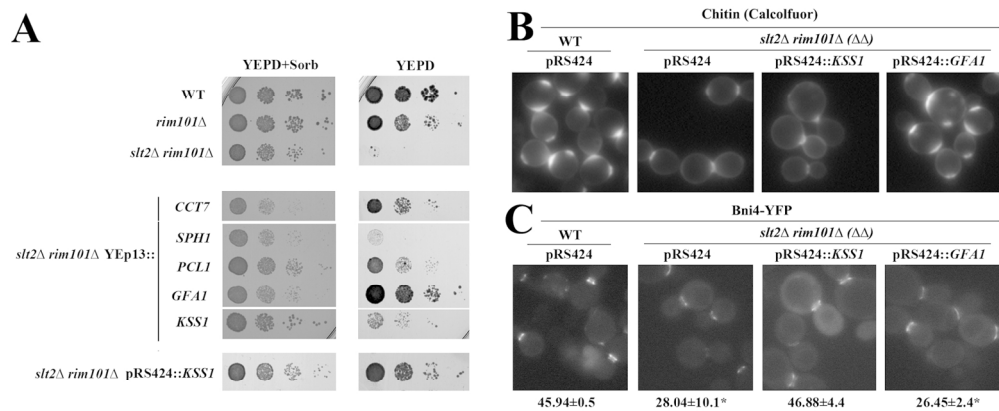 A
YEPD+Sorb
YEPD
WT
rim101Δ
slt2Δ rim101Δ
slt2Δ rim101Δ YEp13::
CCT7
SPH1
PCL1
GFA1
KSS1
slt2Δ rim101Δ pRS424::KSS1
B
Chitin (Calcolfuor)
WT
slt2Δ rim101Δ (ΔΔ)
pRS424
pRS424
pRS424::KSS1
pRS424::GFA1
C
Bni4-YFP
WT
slt2Δ rim101Δ (ΔΔ)
pRS424
pRS424
pRS424::KSS1
pRS424::GFA1
45.94±0.5
28.04±10.1*
46.88±4.4
26.45±2.4*